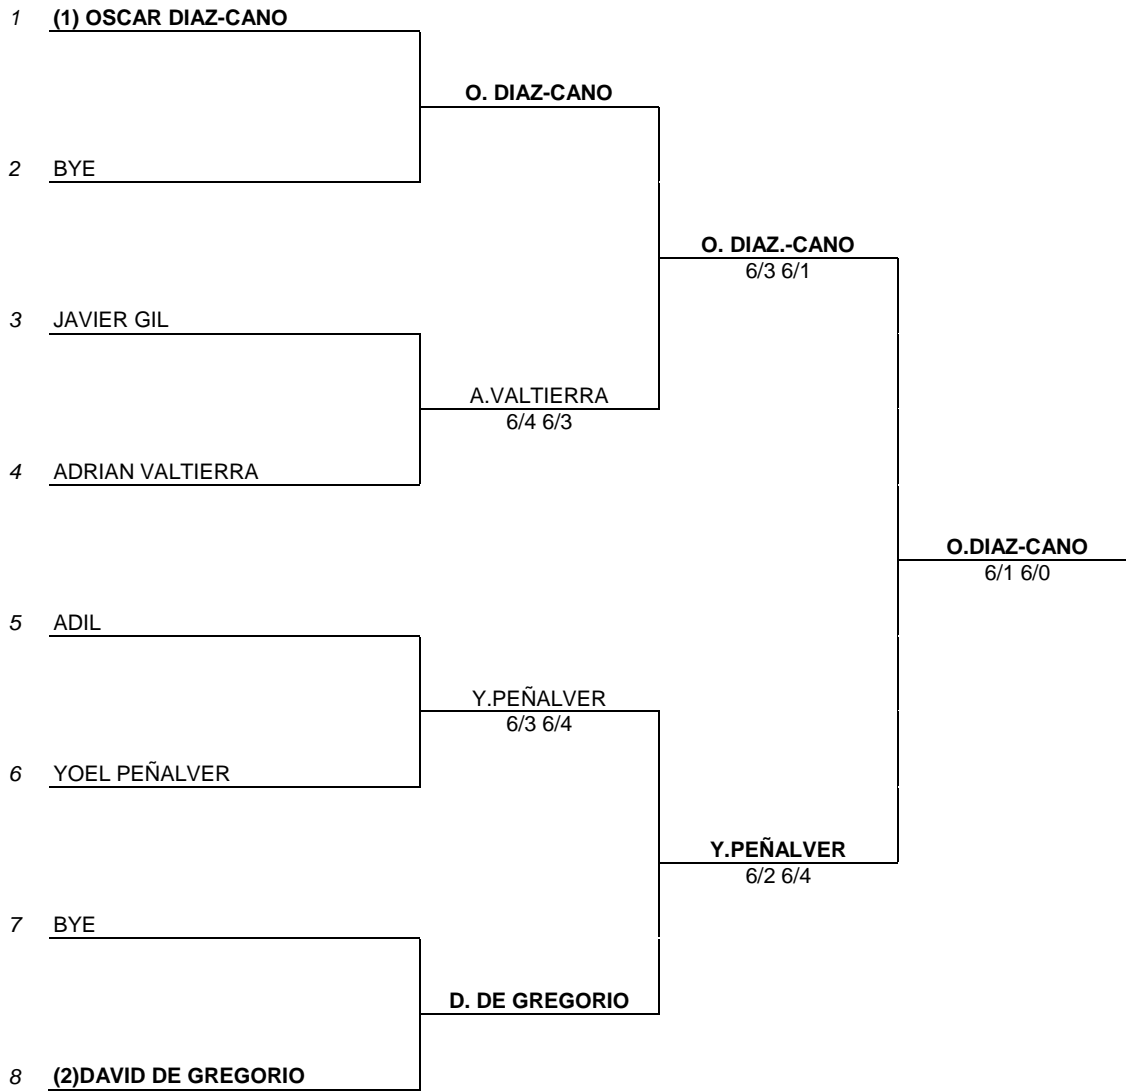 1 (1) OSCAR DIAZ-CANO
O. DIAZ-CANO
2 BYE
O. DIAZ.-CANO
6/3 6/1
3 JAVIER GIL
A.VALTIERRA
6/4 6/3
4 ADRIAN VALTIERRA
O.DIAZ-CANO
6/1 6/0
5 ADIL
Y.PEÑALVER
6/3 6/4
6 YOEL PEÑALVER
Y.PEÑALVER
6/2 6/4
7 BYE
D. DE GREGORIO
8 (2)DAVID DE GREGORIO